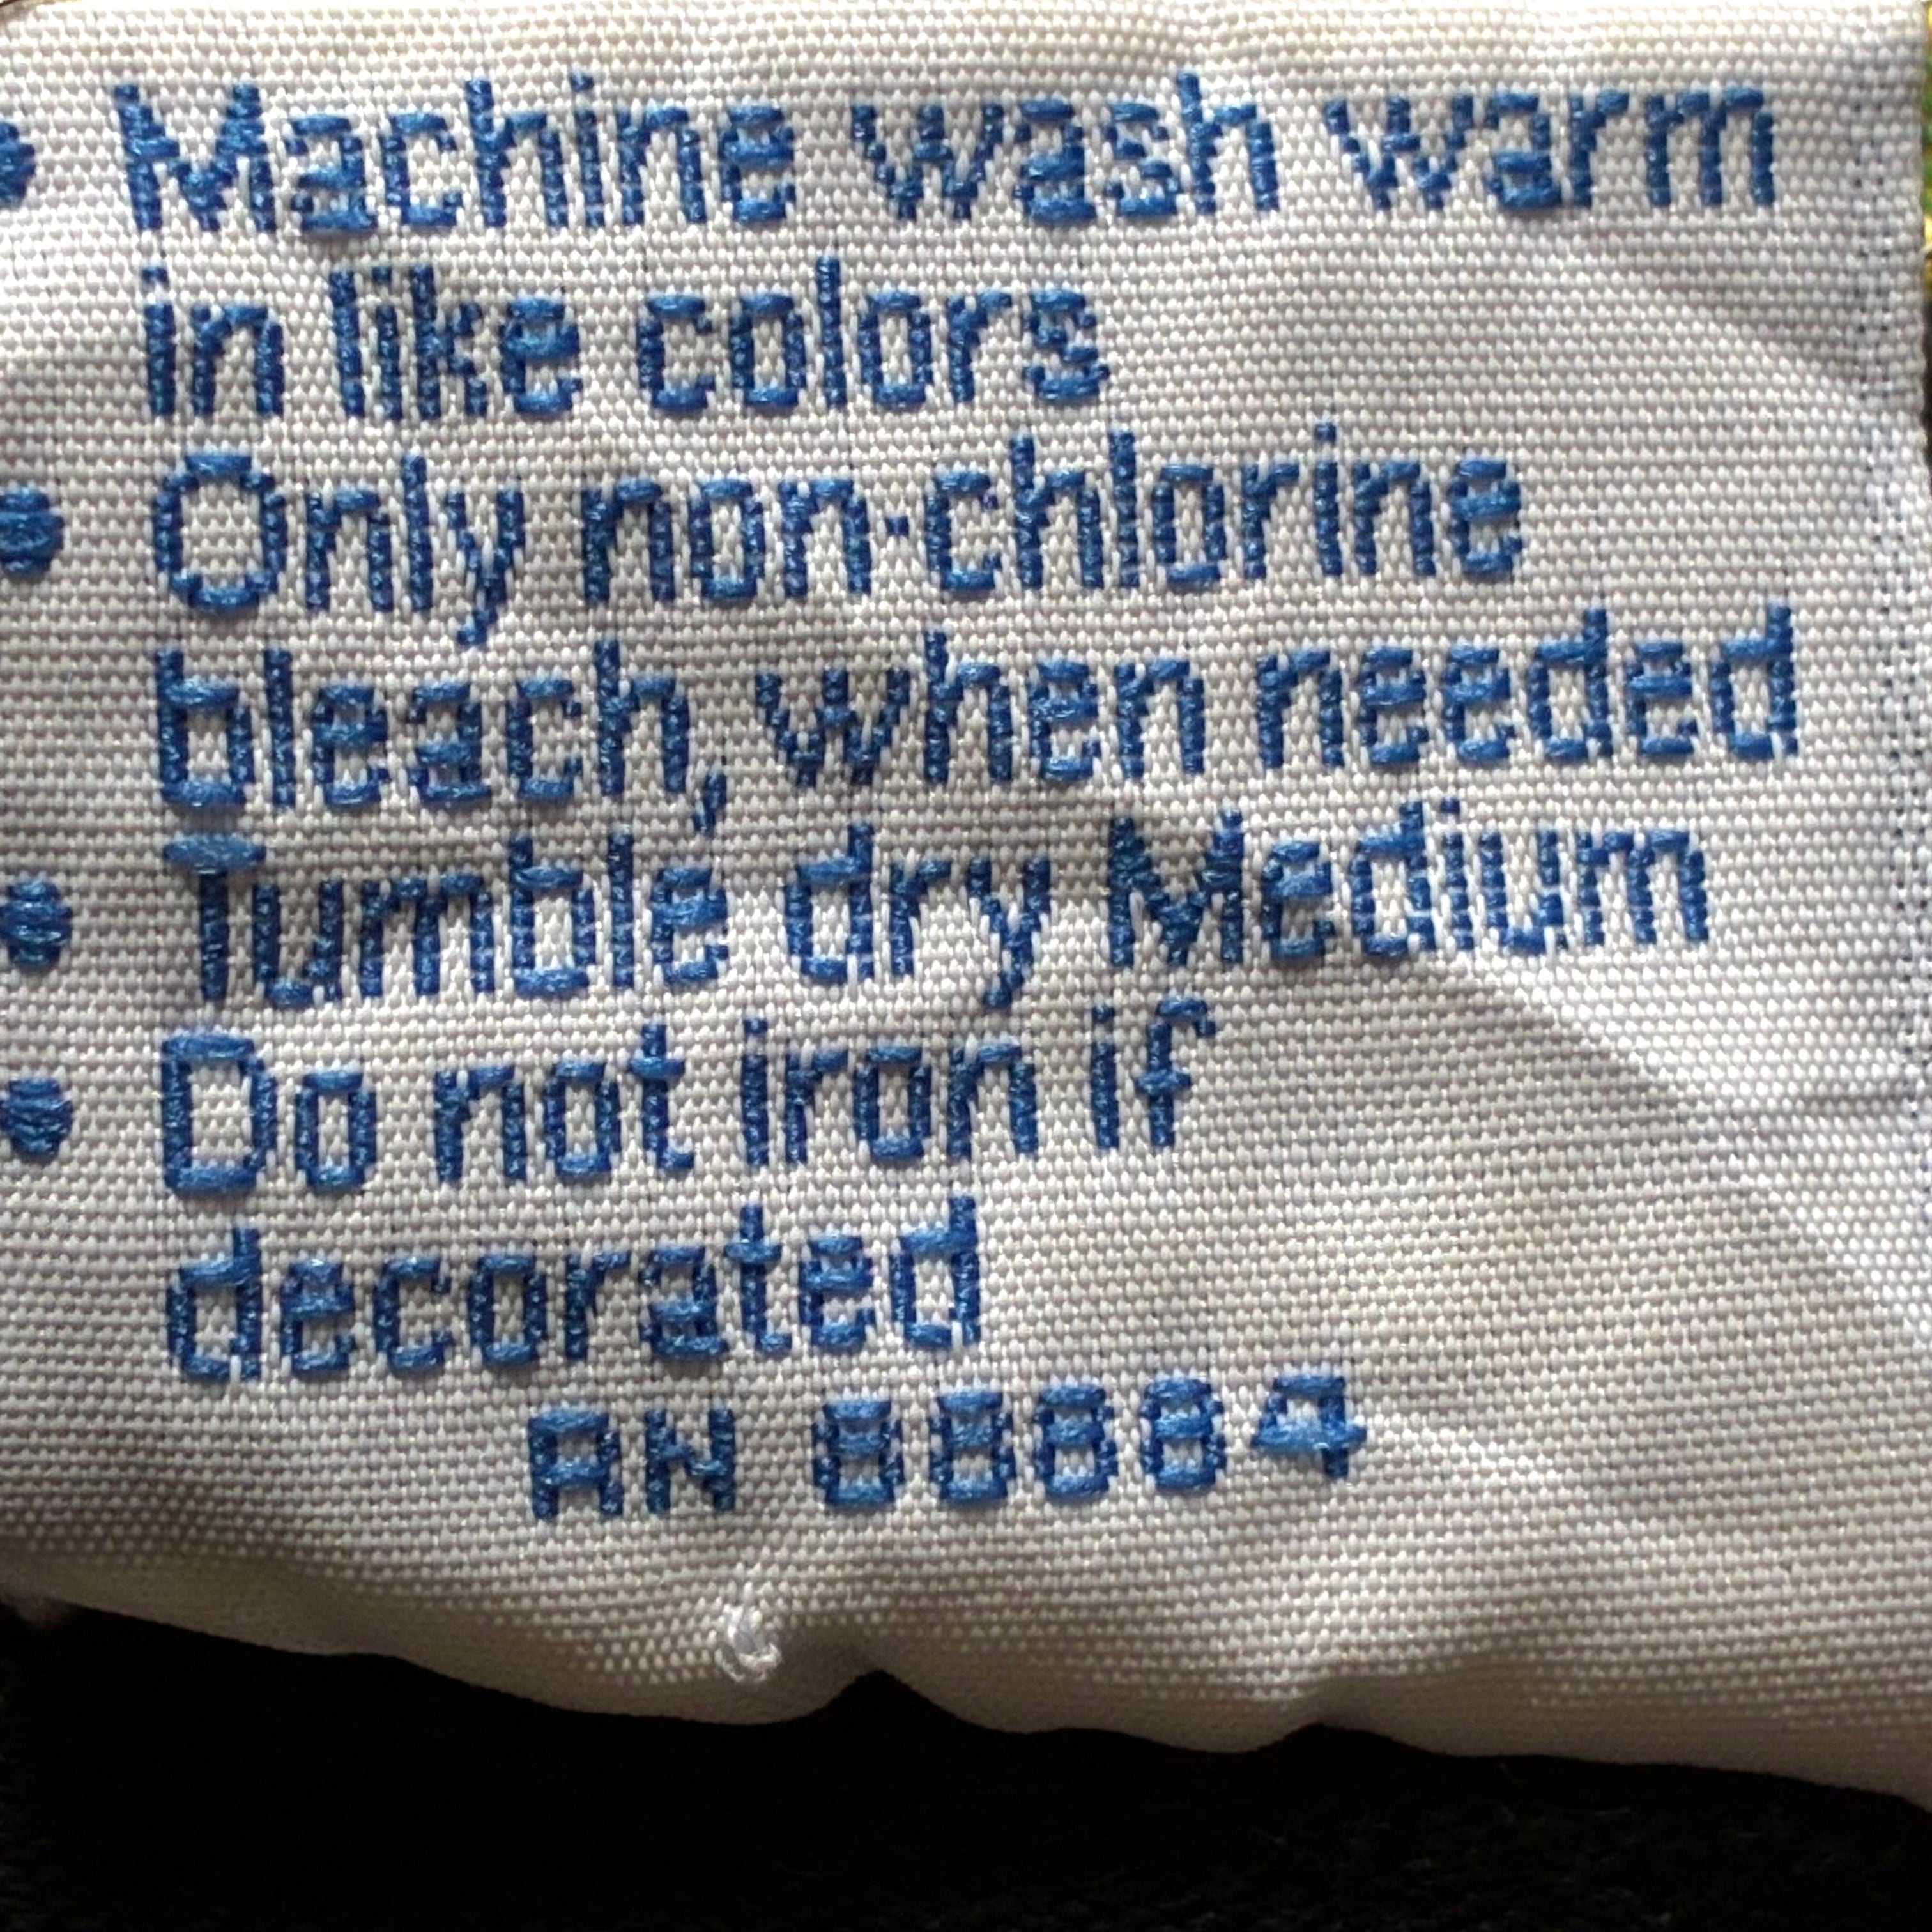 • Machine wash warm
in like colors
• Only non-chlorine
bleach, when needed
• Tumble dry Medium
• Do not iron if
decorated
RN 88884